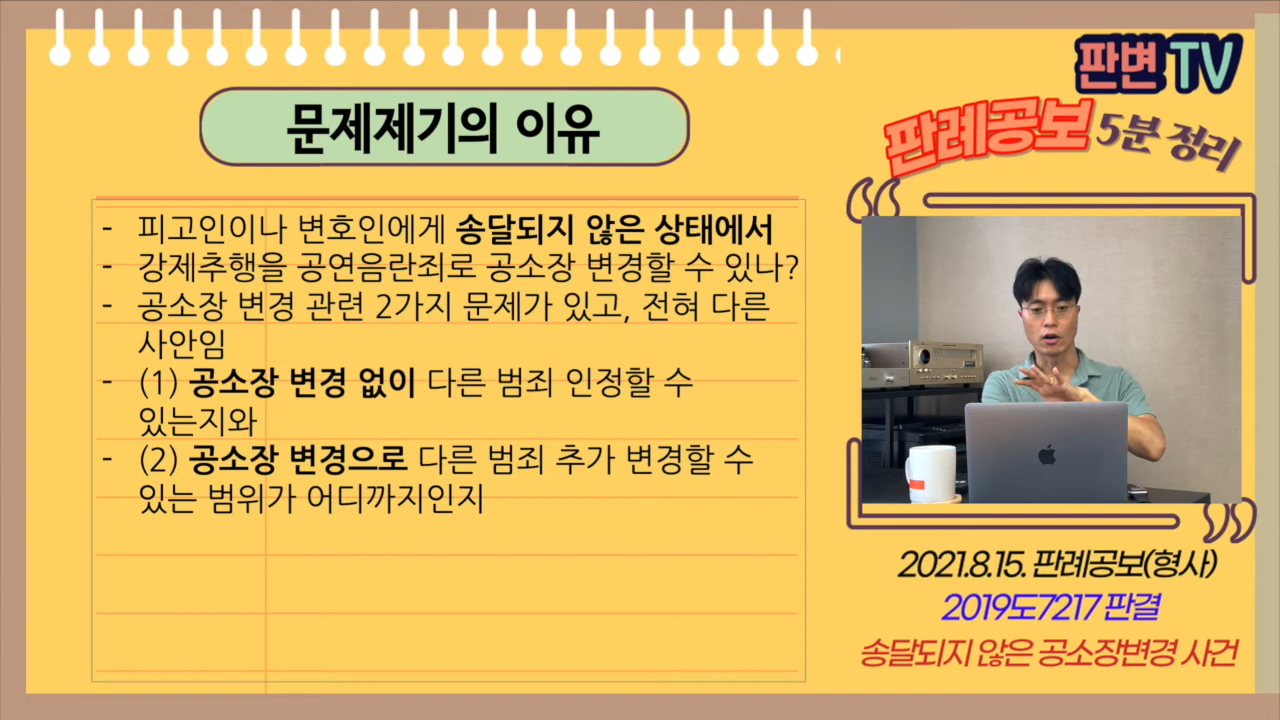 문제제기의 이유
- 피고인이나 변호인에게 송달되지 않은 상태에서
- 강제추행을 공연음란죄로 공소장 변경할 수 있나?
- 공소장 변경 관련 2가지 문제가 있고, 전혀 다른
사안임
- (1) 공소장 변경 없이 다른 범죄 인정할 수
있는지와
- (2) 공소장 변경으로 다른 범죄 추가 변경할 수
있는 범위가 어디까지인지
판변 TV
판례공보 5분 정리
2021.8.15. 판례공보(형사)
2019도7217 판결
송달되지 않은 공소장변경 사건